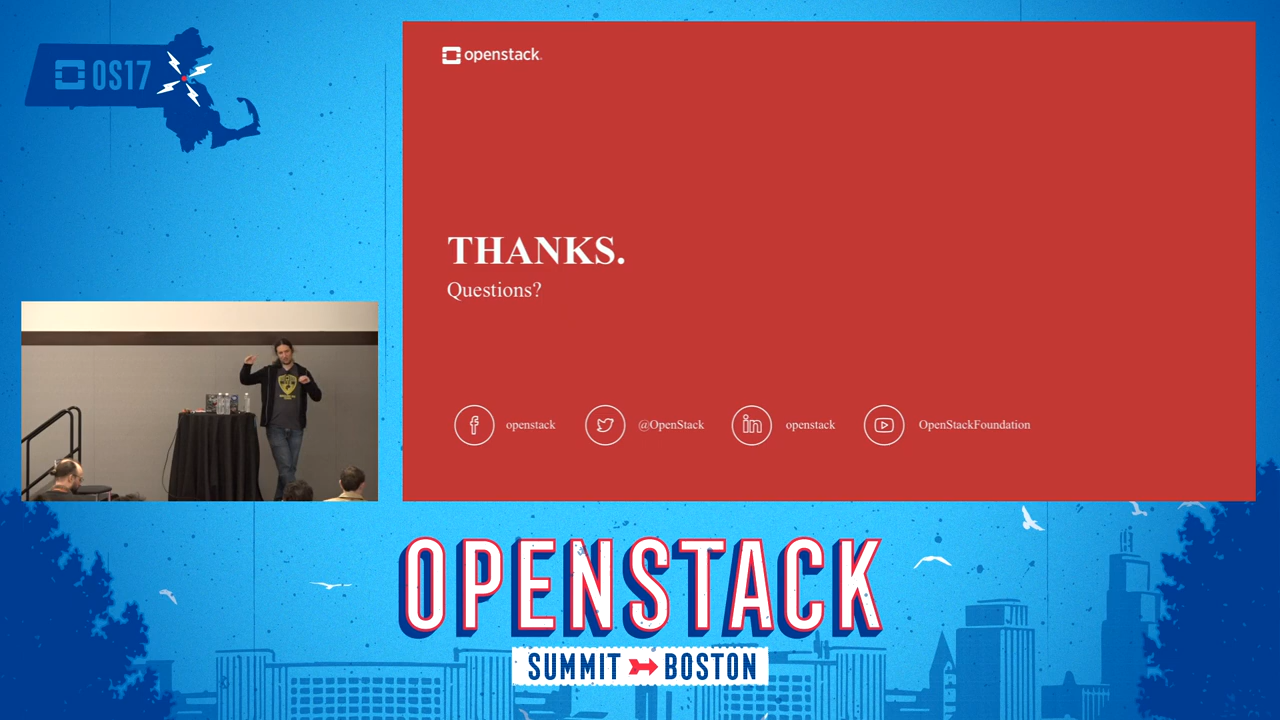 OS17
openstack.
THANKS.
Questions?
openstack
@OpenStack
openstack
OpenStackFoundation
OPENSTACK
SUMMIT BOSTON